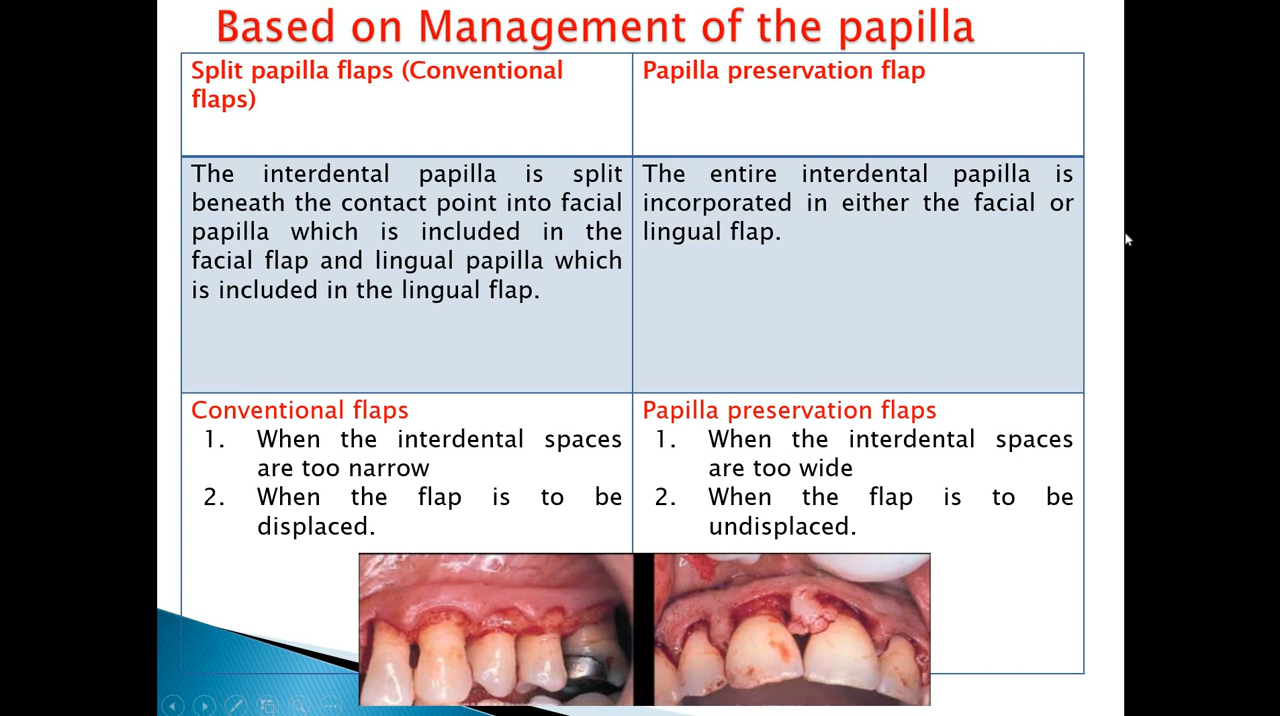 Based on Management of the papilla
Split papilla flaps (Conventional
flaps)
Papilla preservation flap
The interdental papilla is split
beneath the contact point into facial
papilla which is included in the
facial flap and lingual papilla which
is included in the lingual flap.
The entire interdental papilla is
incorporated in either the facial or
lingual flap.
Conventional flaps
1. When the interdental spaces
are too narrow
2. When the flap is to be
displaced.
Papilla preservation flaps
1. When the interdental spaces
are too wide
2. When the flap is to be
undisplaced.